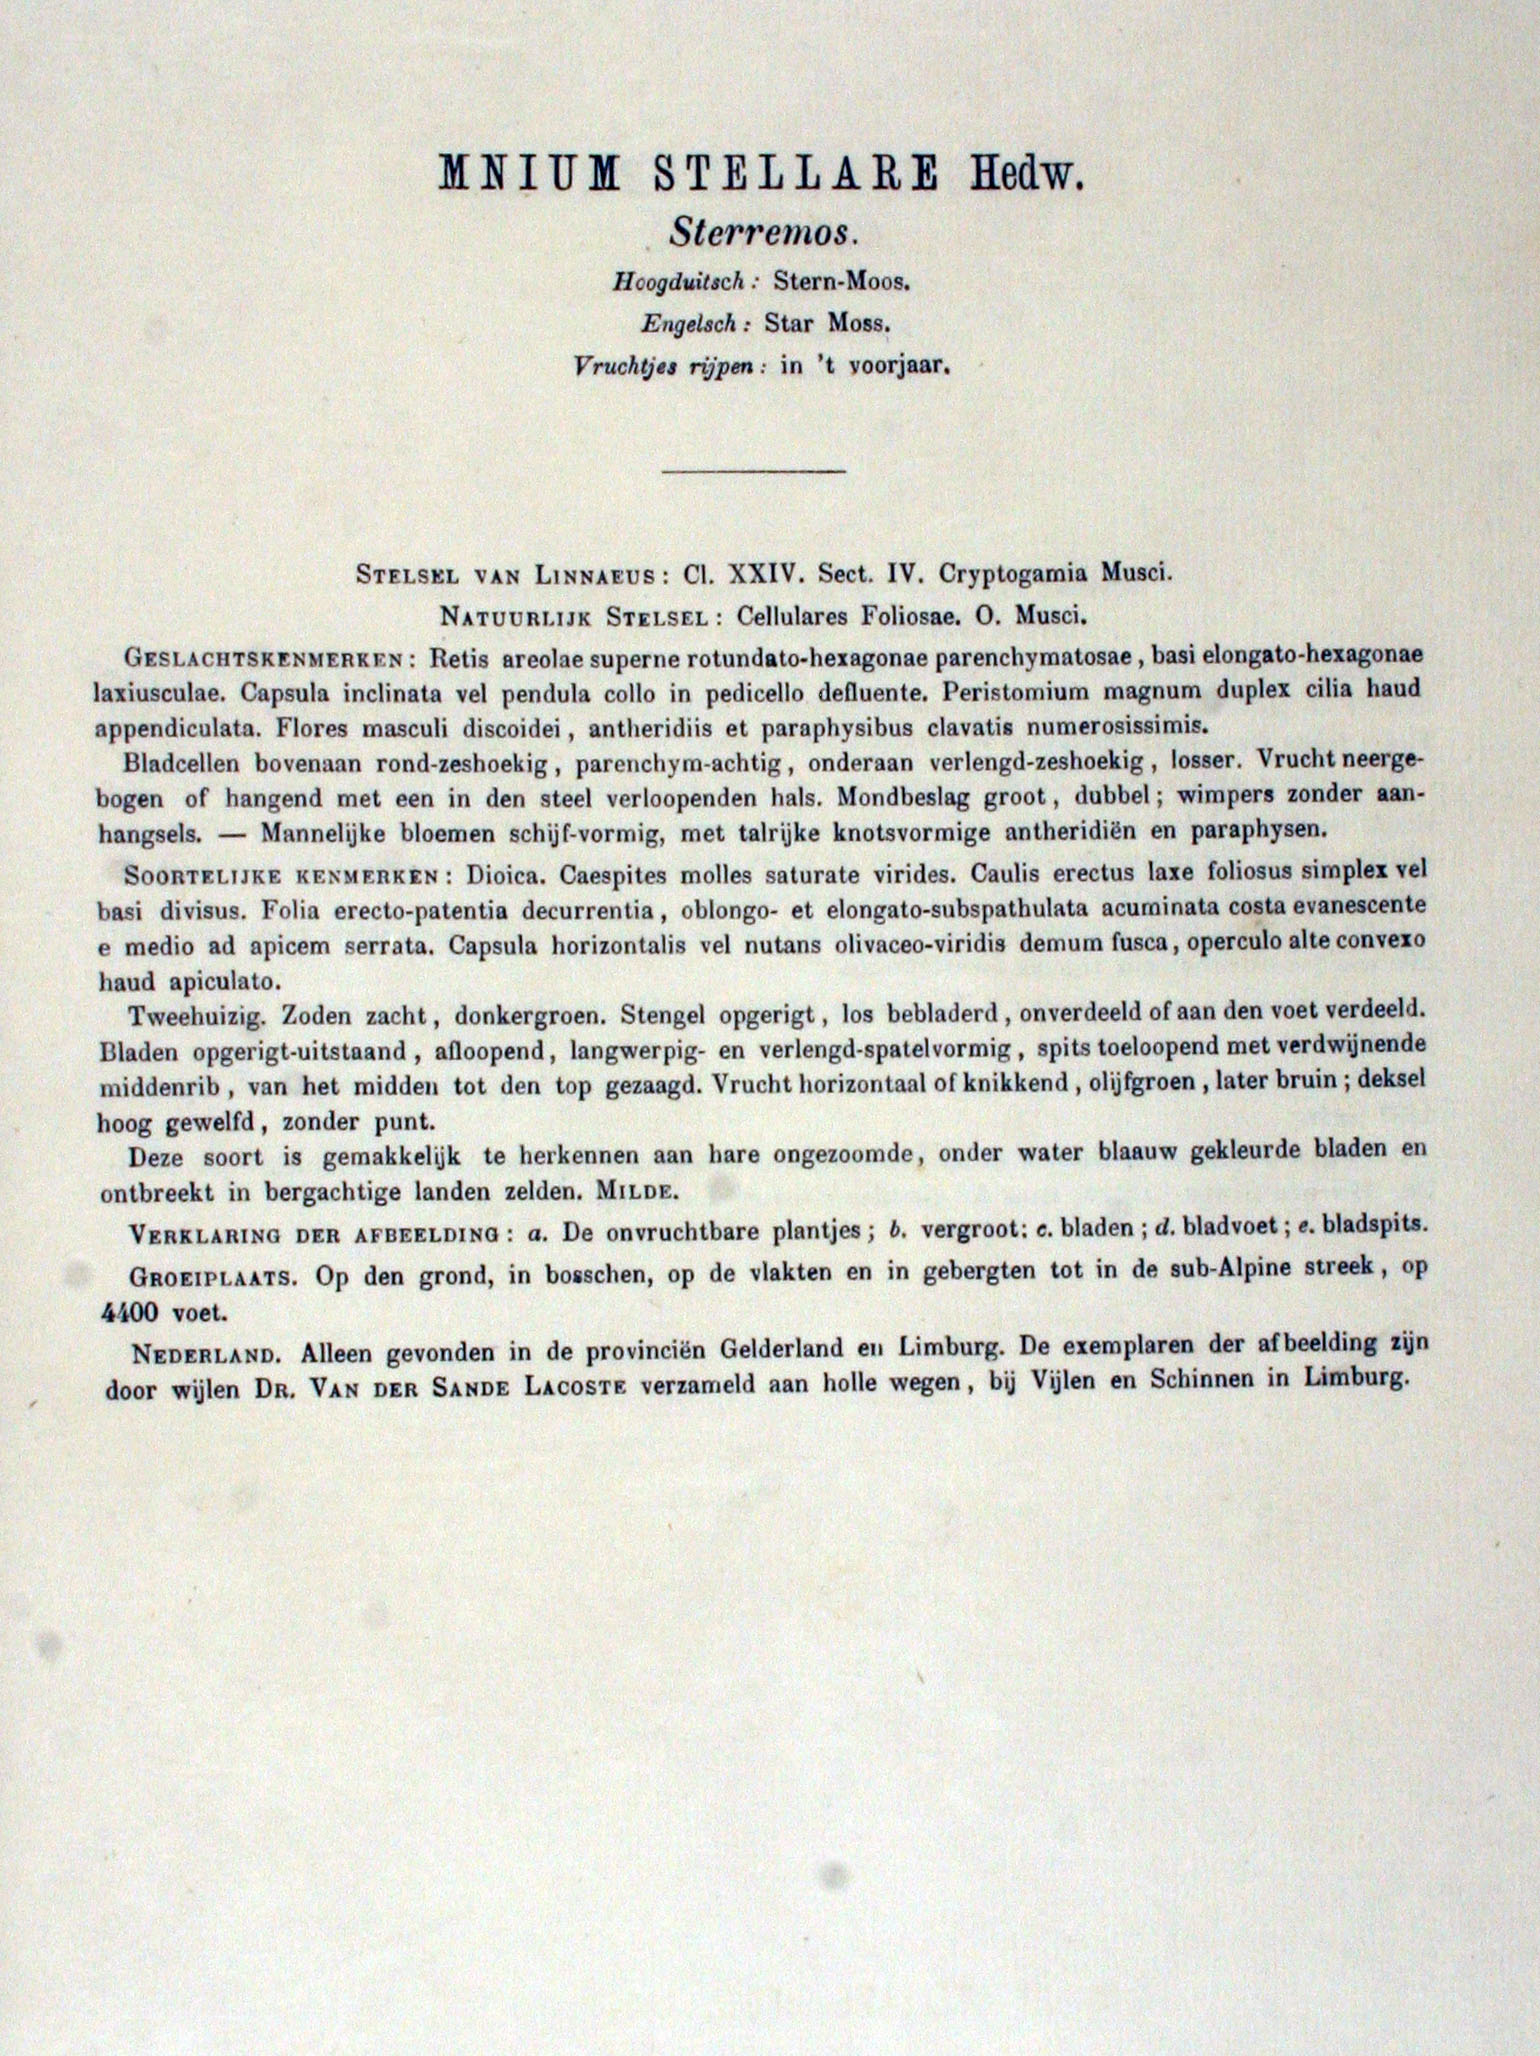 MNIUM STELLARE Hedw.
Sterremos.
Hoogduitsch: Stern-Moos.
Engelsch: Star Moss.
Vruchtjes rijpen: in 't voorjaar.
STELSEL VAN LINNAEUS: Cl. XXIV. Sect. IV. Cryptogamia Musci.
NATUURLIJK STELSEL: Cellulares Foliosae. O. Musci.
GESLACHTSKENMERKEN: Retis areolae superne rotundato-hexagonae parenchymatosae, basi elongato-hexagonae
laxiusculae. Capsula inclinata vel pendula collo in pedicello defluente. Peristomium magnum duplex cilia haud
appendiculata. Flores masculi discoidei, antheridiis et paraphysibus clavatis numerosissimis.
Bladcellen bovenaan rond-zeshoekig, parenchym-achtig, onderaan verlengd-zeshoekig, losser. Vrucht neerge-
bogen of hangend met een in den steel verloopenden hals. Mondbeslag groot, dubbel; wimpers zonder aan-
hangsels. — Mannelijke bloemen schijf-vormig, met talrijke knotsvormige antheridiën en paraphysen.
SOORTELIJKE KENMERKEN: Dioica. Caespites molles saturate virides. Caulis erectus laxe foliosus simplex vel
basi divisus. Folia erecto-patentia decurrentia, oblongo- et elongato-subspathulata acuminata costa evanescente
e medio ad apicem serrata. Capsula horizontalis vel nutans olivaceo-viridis demum fusca, operculo alte convexo
haud apiculato.
Tweehuizig. Zoden zacht, donkergroen. Stengel opgerigt, los bebladerd, onverdeeld of aan den voet verdeeld.
Bladen opgerigt-uitstaand, afloopend, langwerpig- en verlengd-spatelvormig, spits toeloopend met verdwijnende
middenrib, van het midden tot den top gezaagd. Vrucht horizontaal of knikkend, olijfgroen, later bruin; deksel
hoog gewelfd, zonder punt.
Deze soort is gemakkelijk te herkennen aan hare ongezoomde, onder water blaauw gekleurde bladen en
ontbreekt in bergachtige landen zelden. MILDE.
VERKLARING DER AFBEELDING: a. De onvruchtbare plantjes; b. vergroot: c. bladen; d. bladvoet; e. bladspits.
GROEIPLAATS. Op den grond, in bosschen, op de vlakten en in gebergten tot in de sub-Alpine streek, op
4400 voet.
NEDERLAND. Alleen gevonden in de provinciën Gelderland en Limburg. De exemplaren der afbeelding zijn
door wijlen DR. VAN DER SANDE LACOSTE verzameld aan holle wegen, bij Vijlen en Schinnen in Limburg.